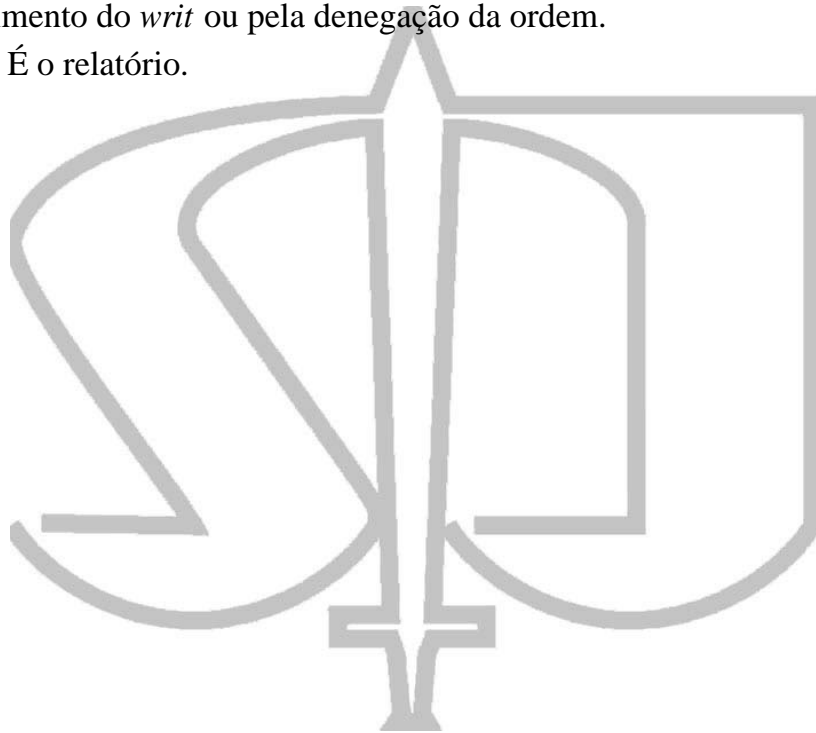 mento do writ ou pela denegação da ordem.
É o relatório.